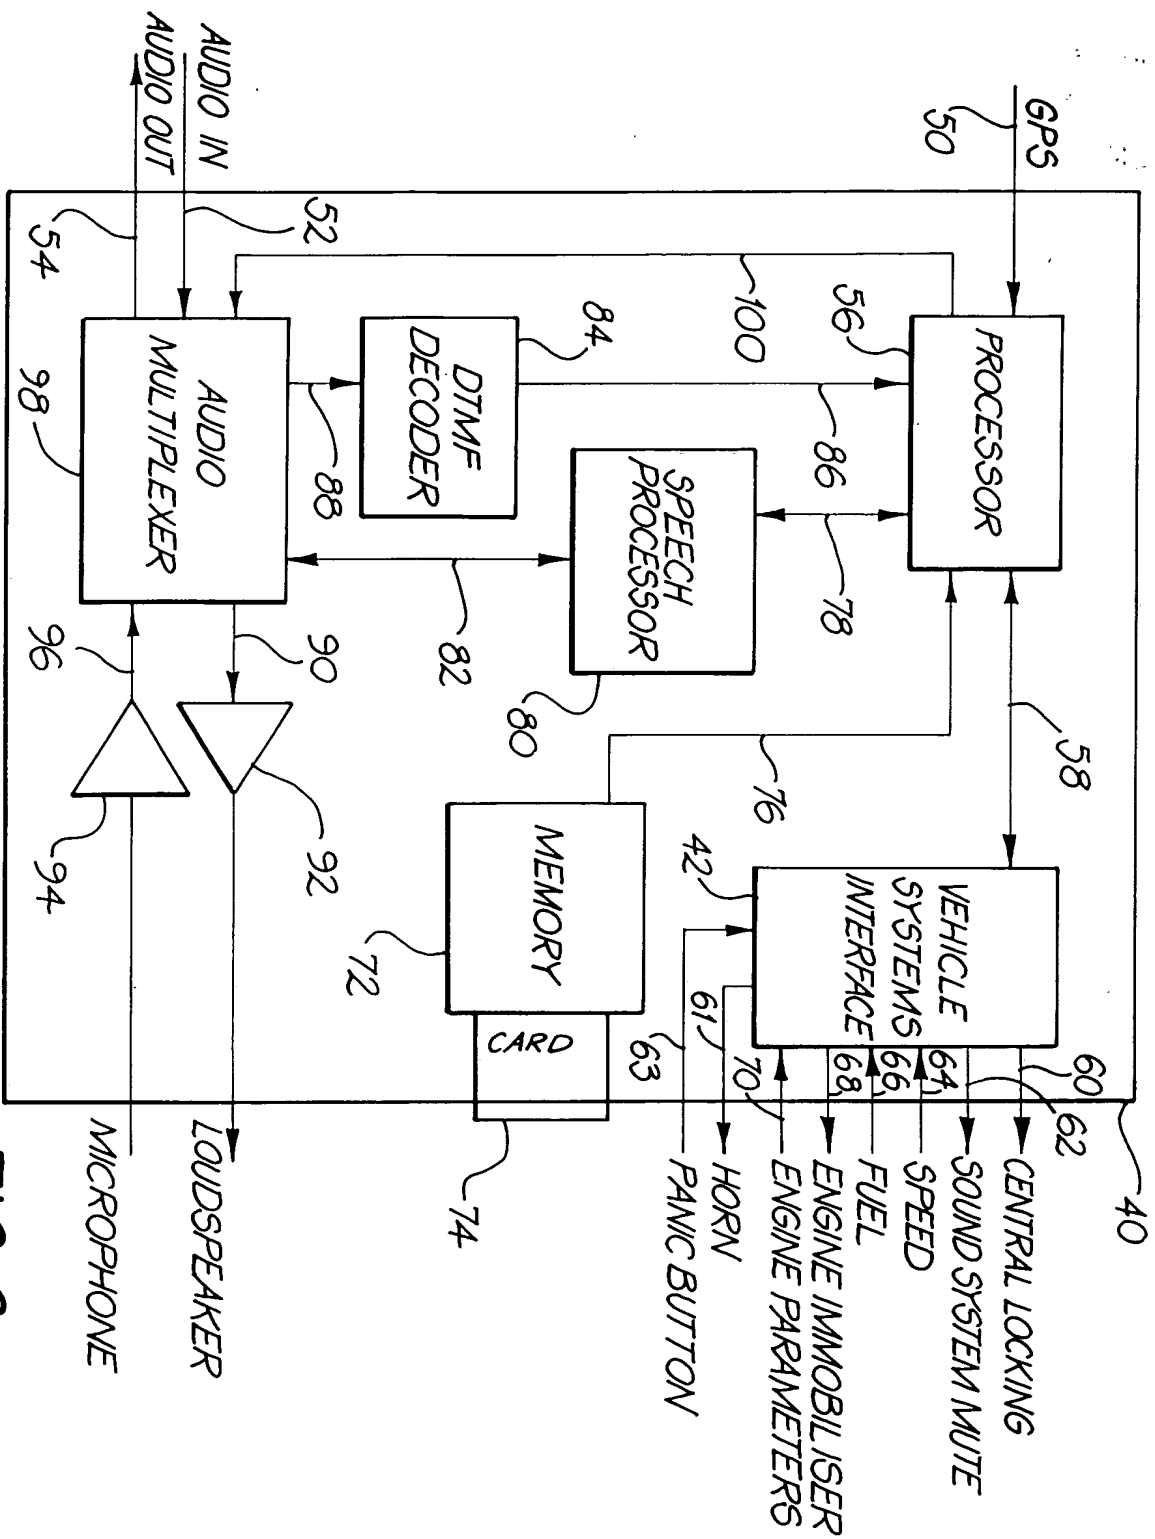 GPS
50
AUDIO IN
AUDIO OUT
52
54
100
56
PROCESSOR
84
DTMF
DECODER
86
88
AUDIO
MULTIPLEXER
98
SPEECH
PROCESSOR
80
78
82
58
76
90
92
96
94
MEMORY
72
CARD
74
42
VEHICLE
SYSTEMS
INTERFACE
60
62
64
66
68
70
61
63
40
CENTRAL LOCKING
SOUND SYSTEM MUTE
SPEED
FUEL
ENGINE IMMOBILISER
ENGINE PARAMETERS
HORN
PANIC BUTTON
LOUDSPEAKER
MICROPHONE